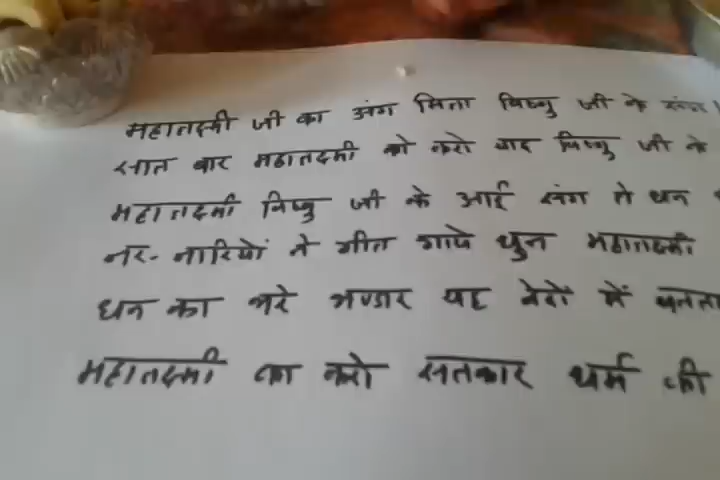 महालक्ष्मी जी का अंग मिला विष्णु जी के संग
सात बार महालक्ष्मी को करो याद विष्णु जी के
महालक्ष्मी विष्णु जी के आई संग ले धन
नर-नारियों ने गीत गाये धुन महालक्ष्मी
धन का भरे भण्डार यह वेदों में
महालक्ष्मी का करो सतकार धर्म की